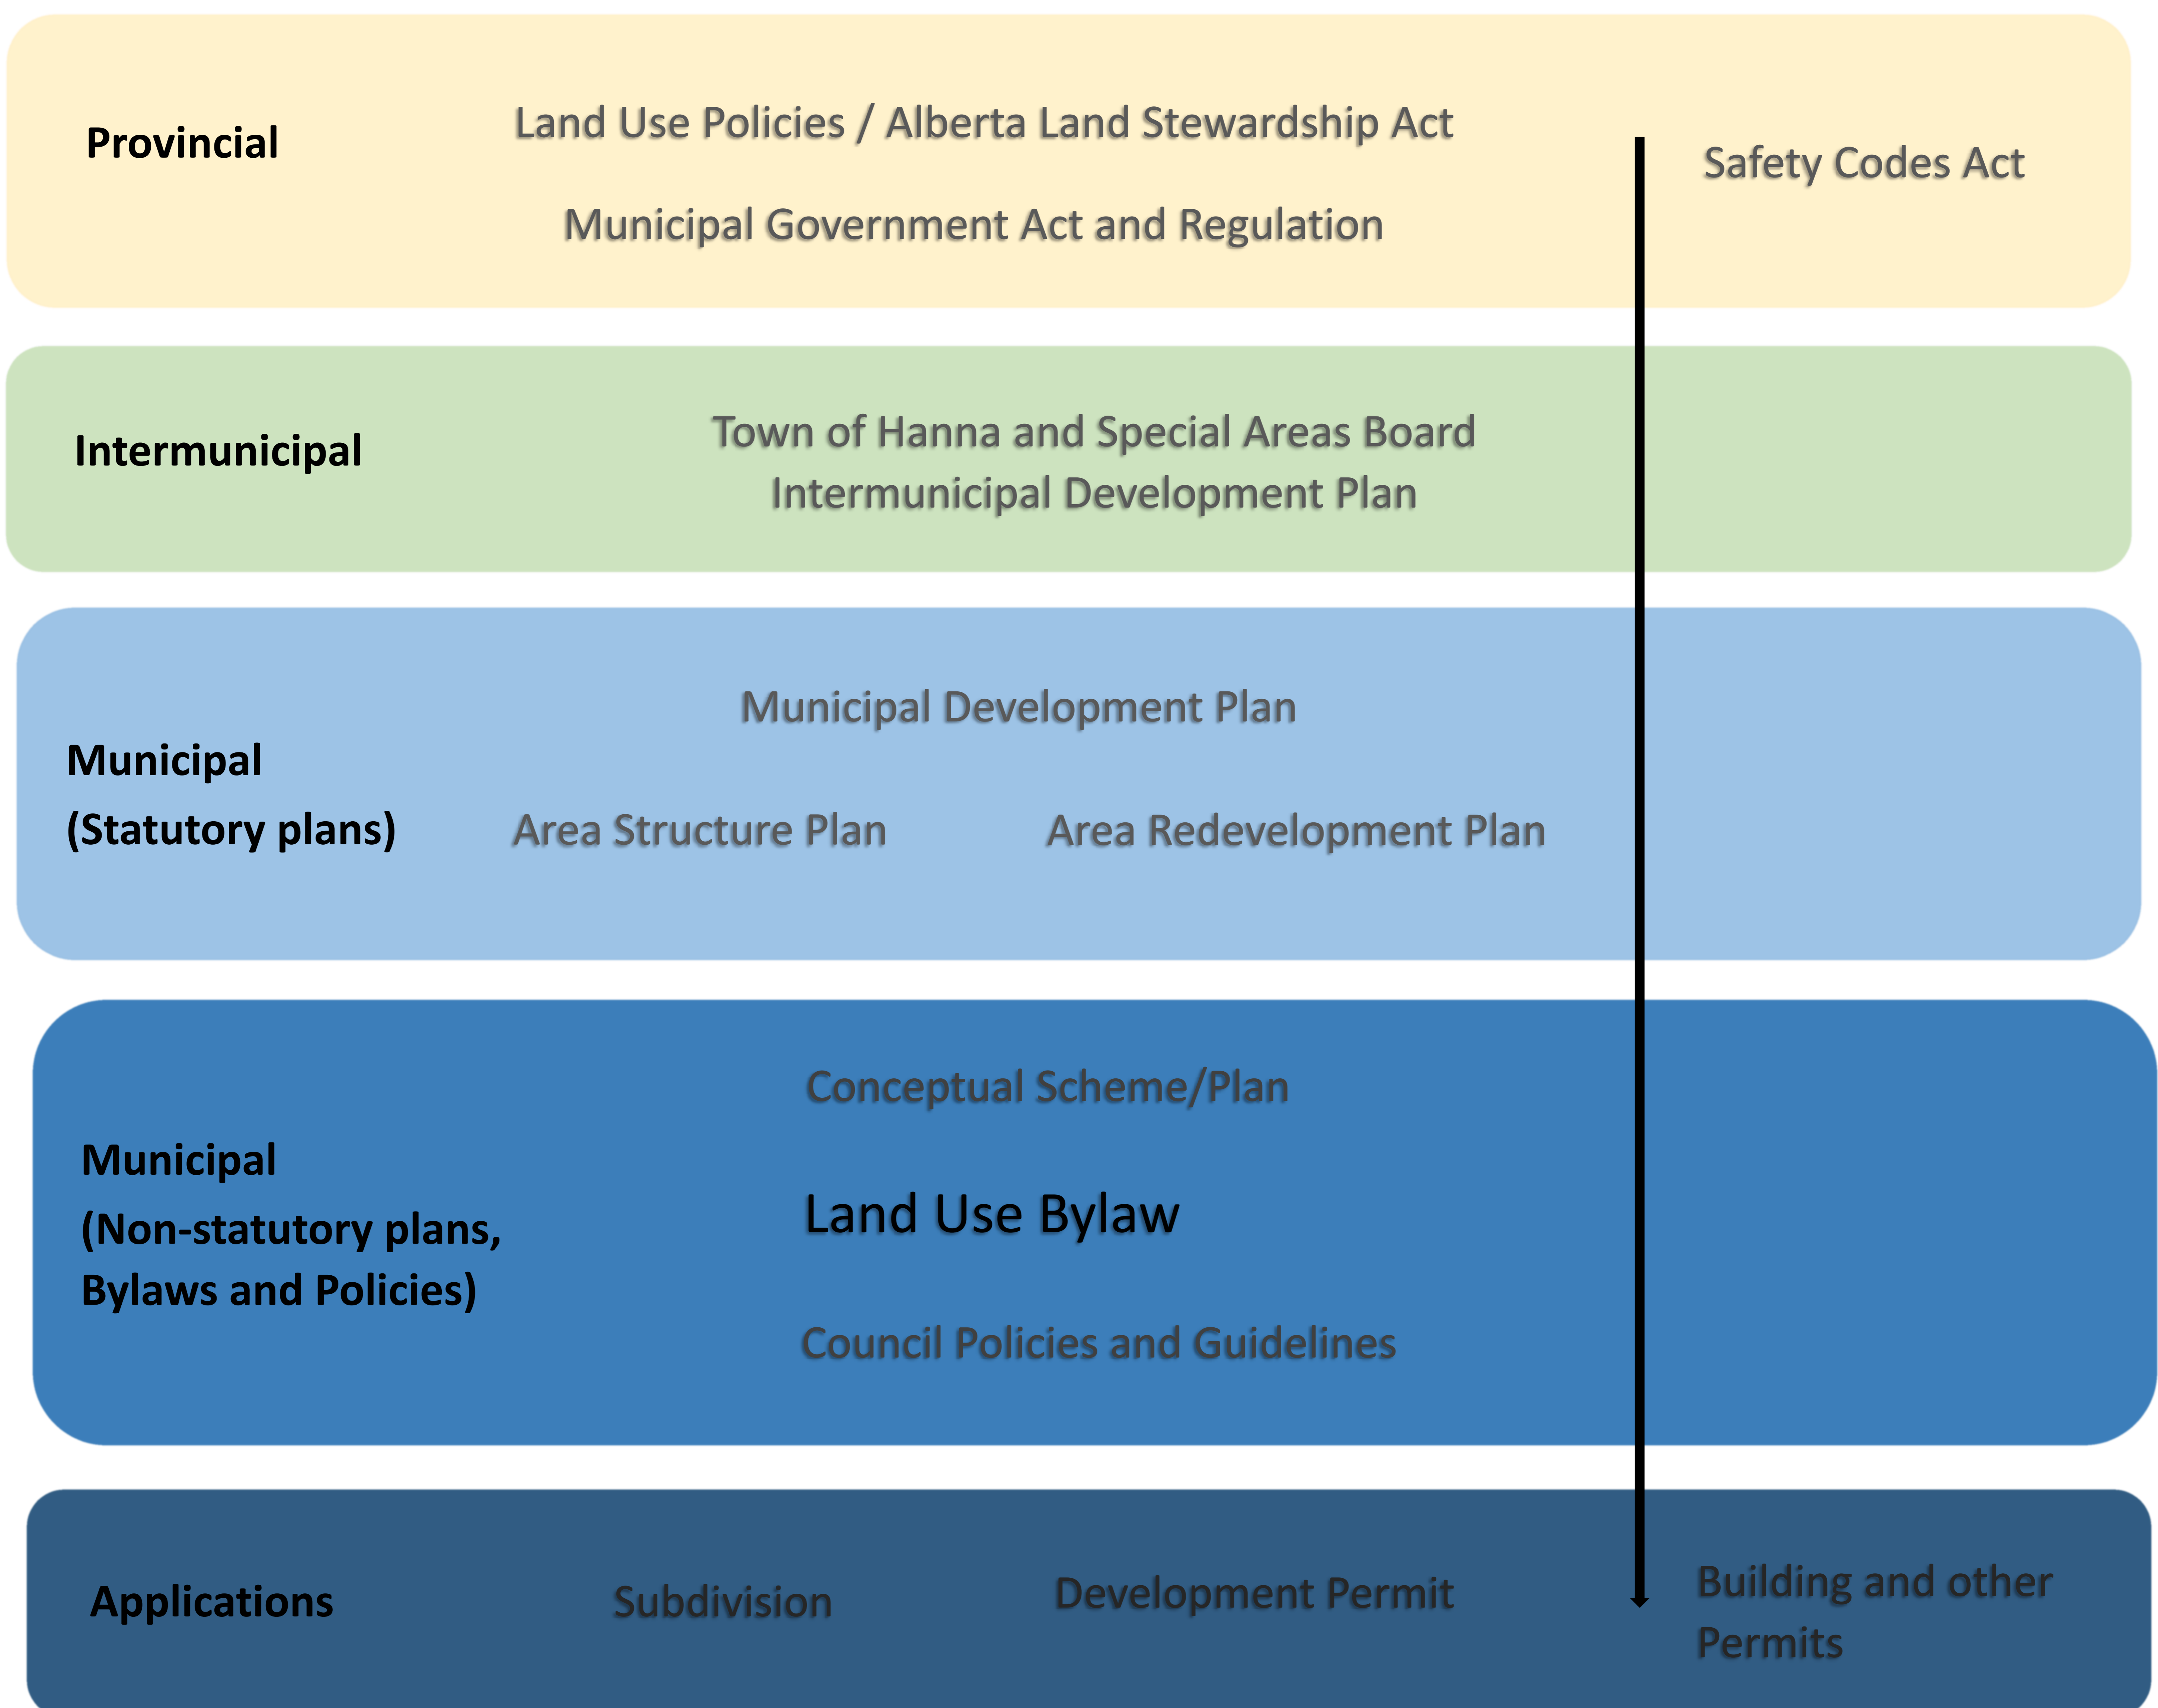 Provincial
Land Use Policies / Alberta Land Stewardship Act
Municipal Government Act and Regulation
Safety Codes Act
Intermunicipal
Town of Hanna and Special Areas Board
Intermunicipal Development Plan
Municipal
(Statutory plans)
Municipal Development Plan
Area Structure Plan
Area Redevelopment Plan
Municipal
(Non-statutory plans,
Bylaws and Policies)
Conceptual Scheme/Plan
Land Use Bylaw
Council Policies and Guidelines
Applications
Subdivision
Development Permit
Building and other
Permits